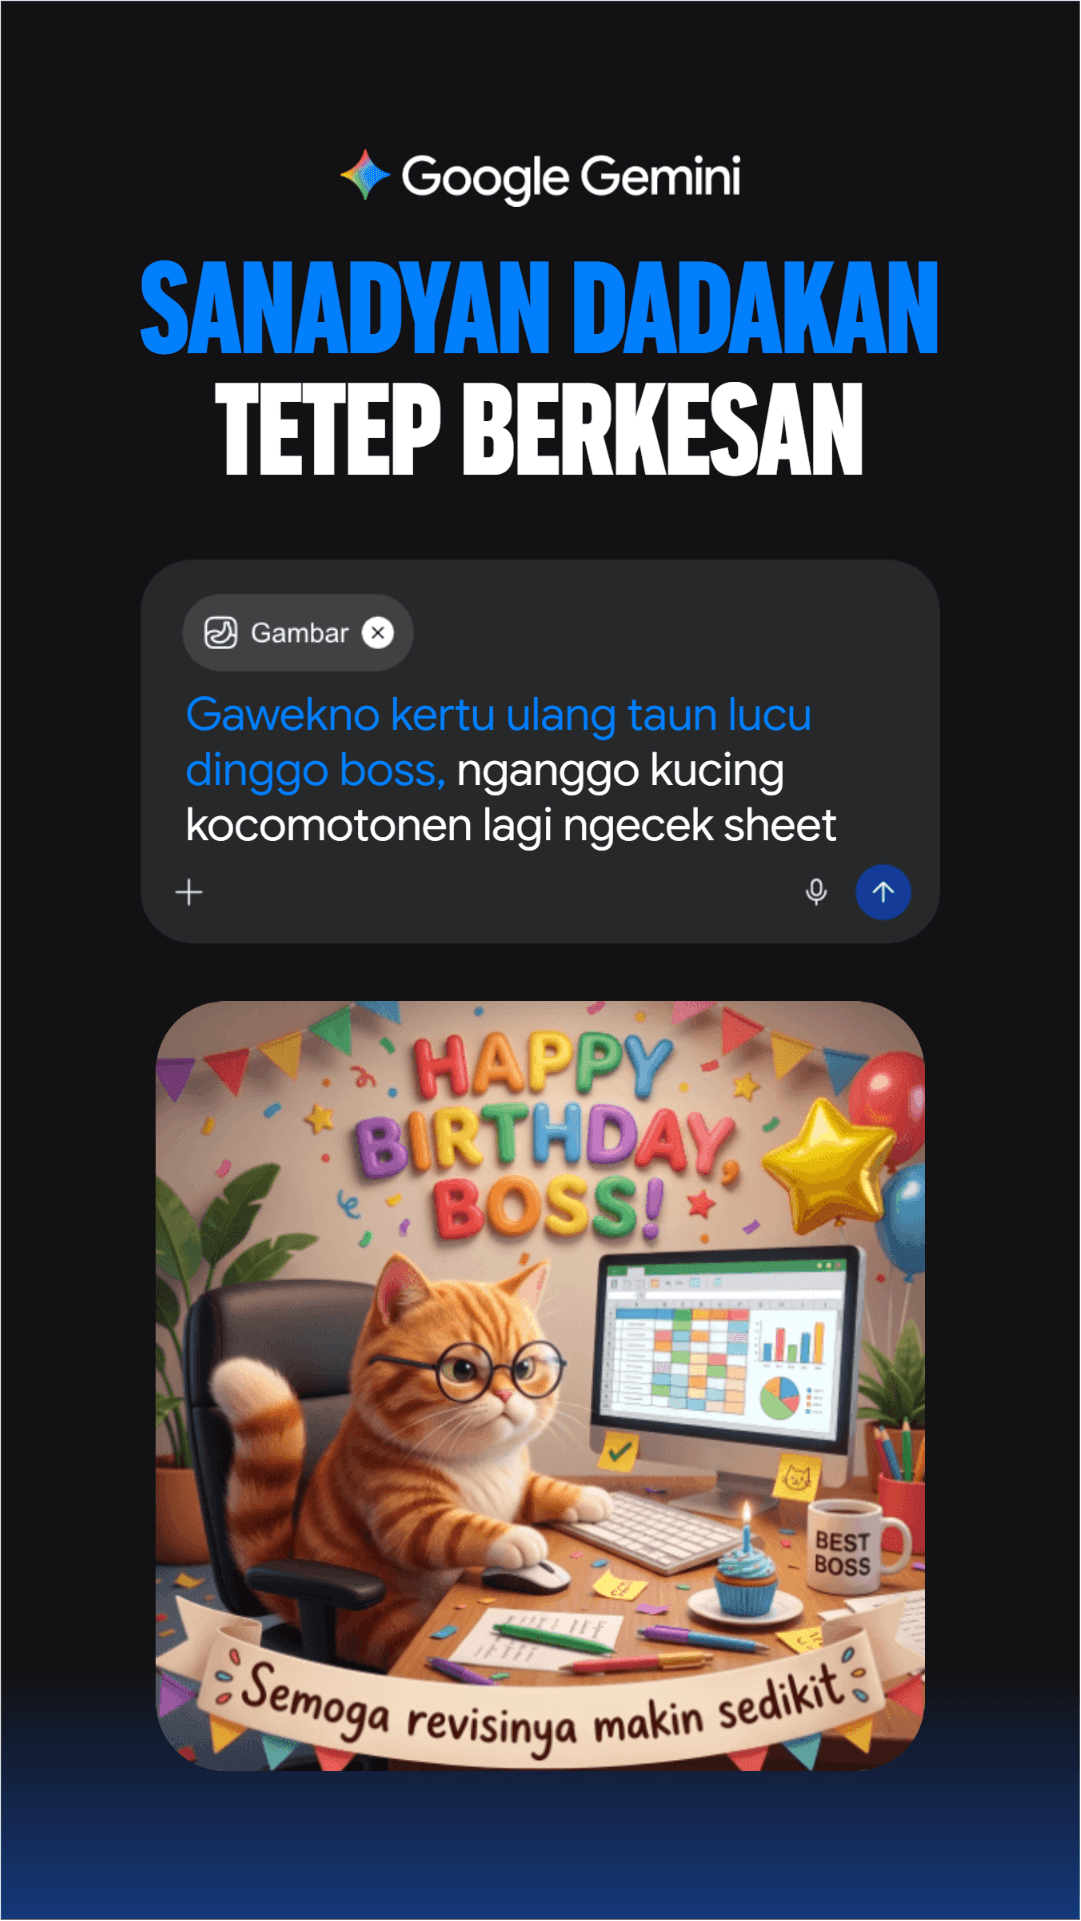 Google Gemini
SANADYAN DADAKAN
TETEP BERKESAN
Gambar
Gawekno kertu ulang taun lucu
dinggo boss, nganggo kucing
kocomotonen lagi ngecek sheet
HAPPY
BIRTHDAY,
BOSS!
BEST
BOSS
Semoga revisinya makin sedikit